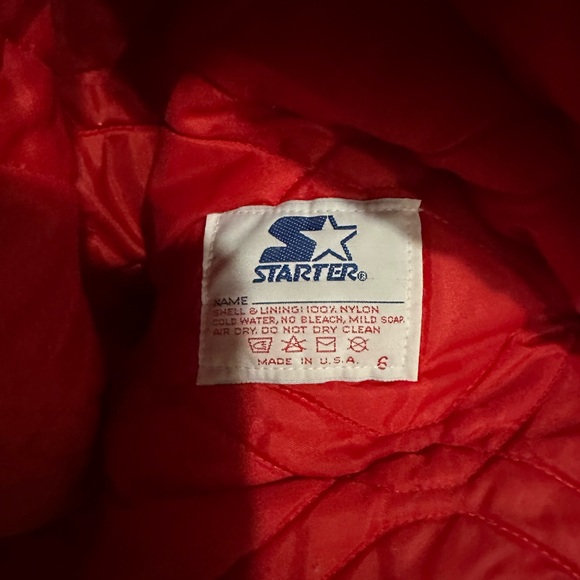 STARTER®
NAME
SHELL & LINING: 100% NYLON
COLD WATER, NO BLEACH, MILD SOAP.
AIR DRY. DO NOT DRY CLEAN
MADE IN U.S.A. 6